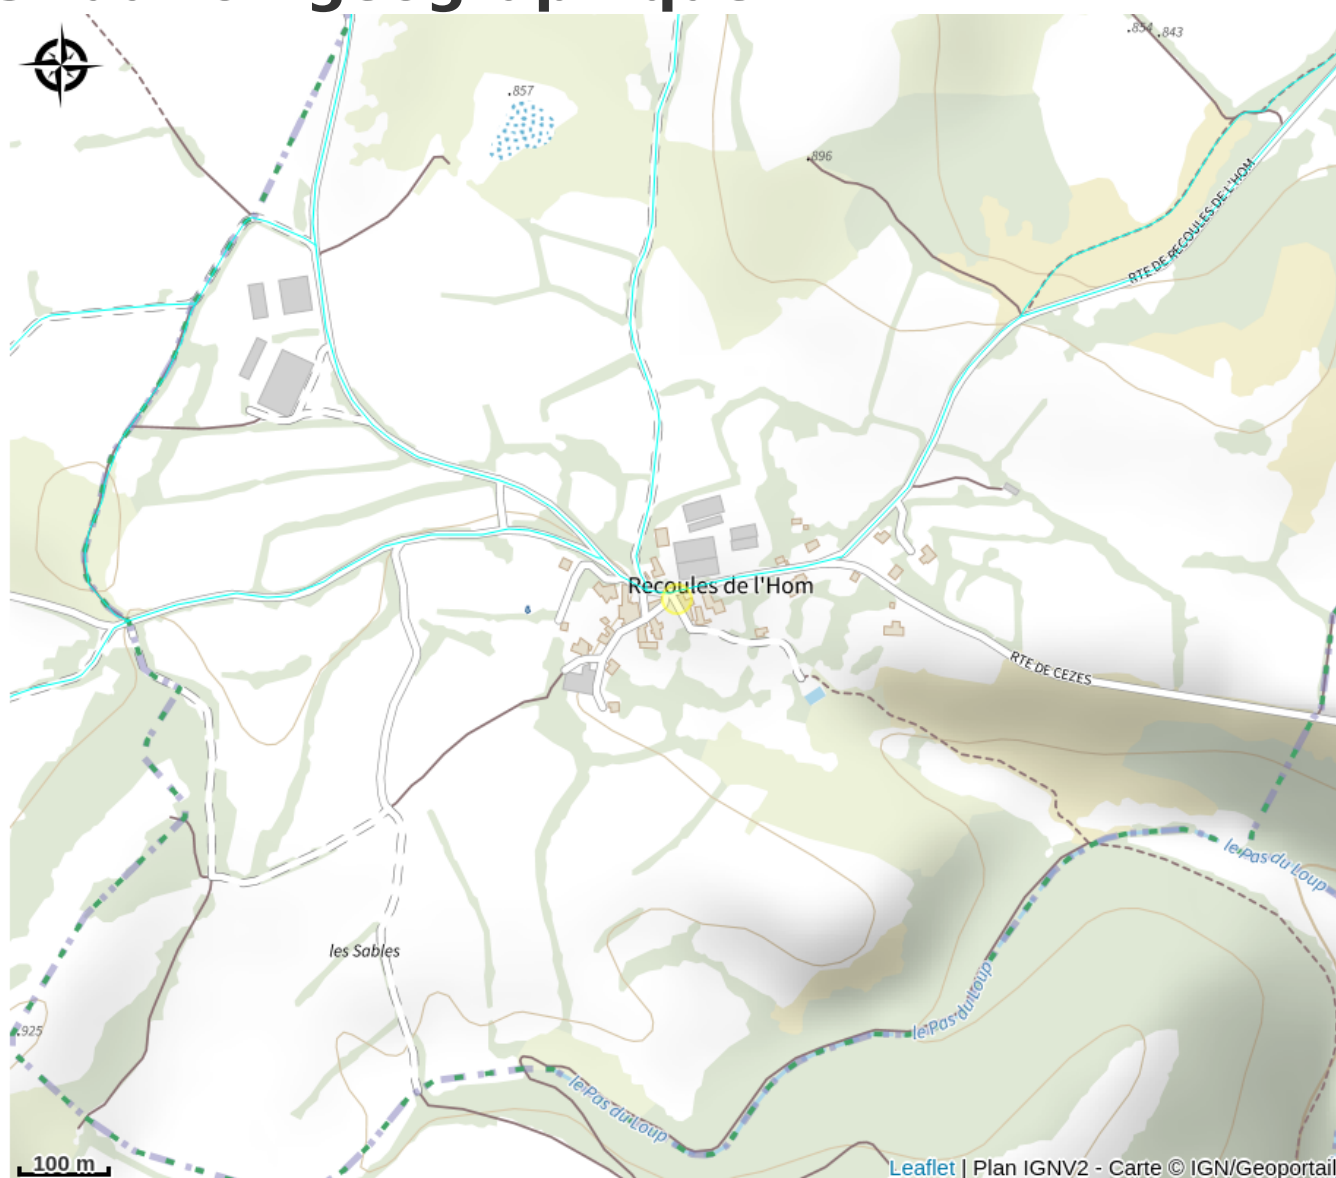 .857
.854
.843
.896
RTE DE RECOULES DE L'HOM
Recoules de l'Hom
RTE DE CEZES
le Pas du Loup
les Sables
le Pas du Loup
.925
le Pas du Loup
100 m
Leaflet | Plan IGNV2 - Carte © IGN/Geoportail